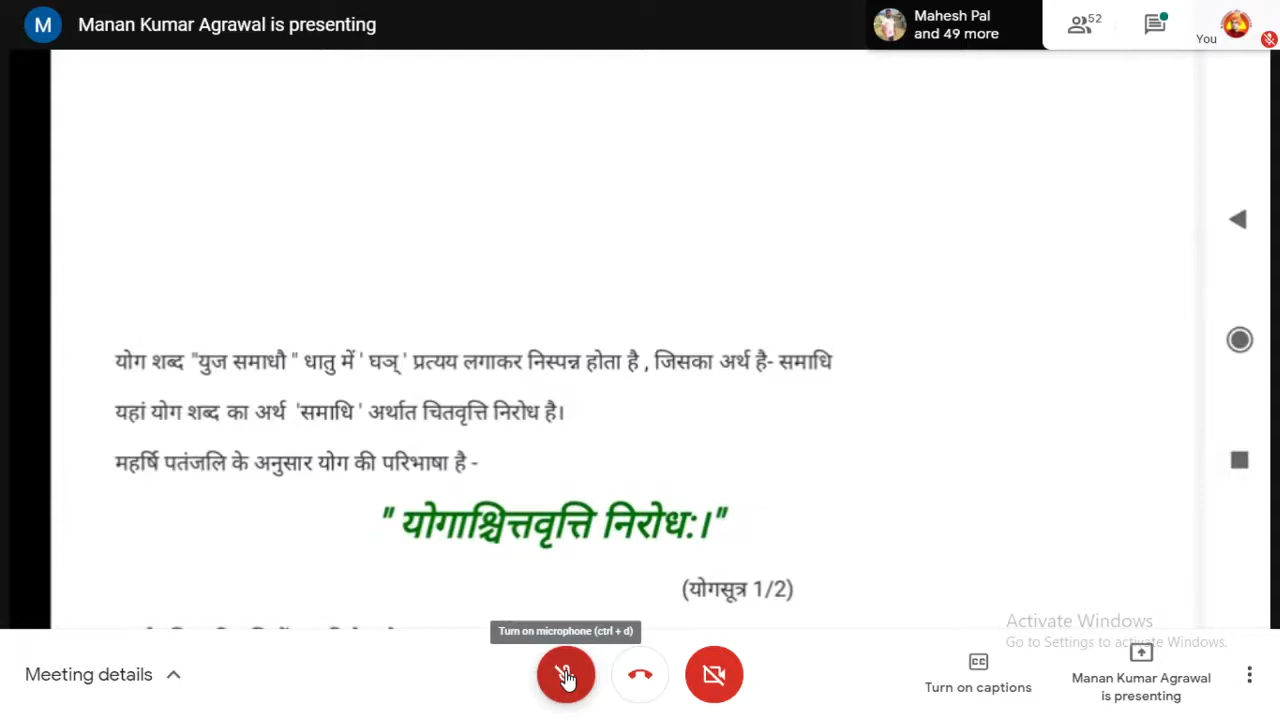 M Manan Kumar Agrawal is presenting
Mahesh Pal
and 49 more
52
You
योग शब्द "युज समाधौ " धातु में ' घञ् ' प्रत्यय लगाकर निस्पन्न होता है , जिसका अर्थ है- समाधि
यहां योग शब्द का अर्थ 'समाधि ' अर्थात चितवृत्ति निरोध है।
महर्षि पतंजलि के अनुसार योग की परिभाषा है -
" योगाश्चित्तवृत्ति निरोध:।"
(योगसूत्र 1/2)
Turn on microphone (ctrl + d)
Activate Windows
Go to Settings to activate Windows.
Meeting details
CC
Turn on captions
Manan Kumar Agrawal
is presenting